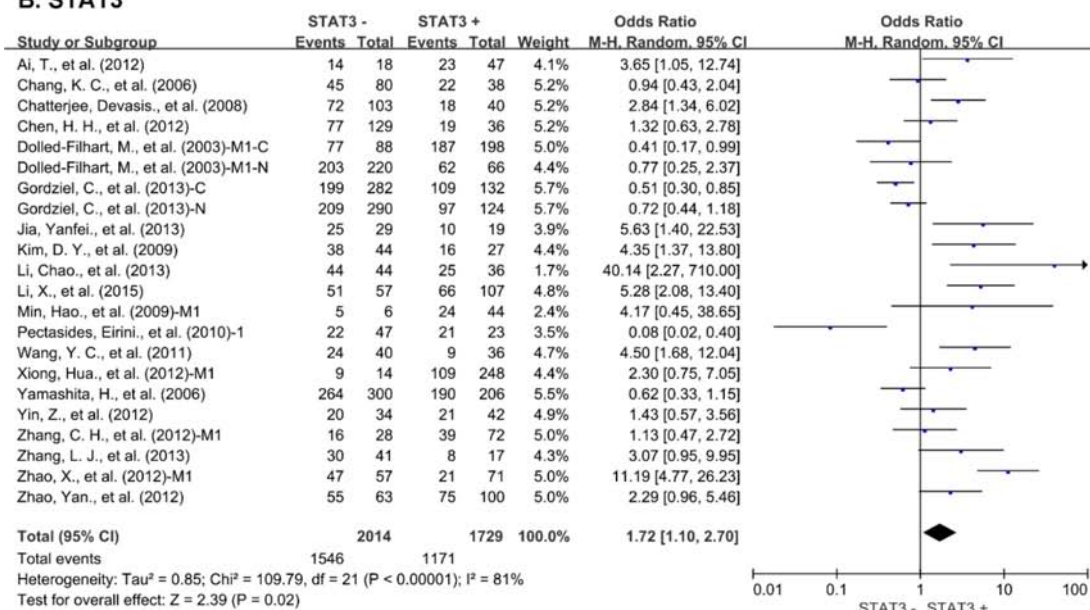 B. STAT3
STAT3 - STAT3 + Odds Ratio Odds Ratio
Study or Subgroup Events Total Events Total Weight M-H, Random, 95% CI M-H, Random, 95% CI
Ai, T., et al. (2012) 14 18 23 47 4.1% 3.65 [1.05, 12.74]
Chang, K. C., et al. (2006) 45 80 22 38 5.2% 0.94 [0.43, 2.04]
Chatterjee, Devasis., et al. (2008) 72 103 18 40 5.2% 2.84 [1.34, 6.02]
Chen, H. H., et al. (2012) 77 129 19 36 5.2% 1.32 [0.63, 2.78]
Dolled-Filhart, M., et al. (2003)-M1-C 77 88 187 198 5.0% 0.41 [0.17, 0.99]
Dolled-Filhart, M., et al. (2003)-M1-N 203 220 62 66 4.4% 0.77 [0.25, 2.37]
Gordziel, C., et al. (2013)-C 199 282 109 132 5.7% 0.51 [0.30, 0.85]
Gordziel, C., et al. (2013)-N 209 290 97 124 5.7% 0.72 [0.44, 1.18]
Jia, Yanfei., et al. (2013) 25 29 10 19 3.9% 5.63 [1.40, 22.53]
Kim, D. Y., et al. (2009) 38 44 16 27 4.4% 4.35 [1.37, 13.80]
Li, Chao., et al. (2013) 44 44 25 36 1.7% 40.14 [2.27, 710.00]
Li, X., et al. (2015) 51 57 66 107 4.8% 5.28 [2.08, 13.40]
Min, Hao., et al. (2009)-M1 5 6 24 44 2.4% 4.17 [0.45, 38.65]
Pectasides, Eirini., et al. (2010)-1 22 47 21 23 3.5% 0.08 [0.02, 0.40]
Wang, Y. C., et al. (2011) 24 40 9 36 4.7% 4.50 [1.68, 12.04]
Xiong, Hua., et al. (2012)-M1 9 14 109 248 4.4% 2.30 [0.75, 7.05]
Yamashita, H., et al. (2006) 264 300 190 206 5.5% 0.62 [0.33, 1.15]
Yin, Z., et al. (2012) 20 34 21 42 4.9% 1.43 [0.57, 3.56]
Zhang, C. H., et al. (2012)-M1 16 28 39 72 5.0% 1.13 [0.47, 2.72]
Zhang, L. J., et al. (2013) 30 41 8 17 4.3% 3.07 [0.95, 9.95]
Zhao, X., et al. (2012)-M1 47 57 21 71 5.0% 11.19 [4.77, 26.23]
Zhao, Yan., et al. (2012) 55 63 75 100 5.0% 2.29 [0.96, 5.46]
Total (95% CI) 2014 1729 100.0% 1.72 [1.10, 2.70]
Total events 1546 1171
Heterogeneity: Tau² = 0.85; Chi² = 109.79, df = 21 (P < 0.00001); I² = 81%
Test for overall effect: Z = 2.39 (P = 0.02)
0.01 0.1 1 10 100
STAT3 - STAT3 +